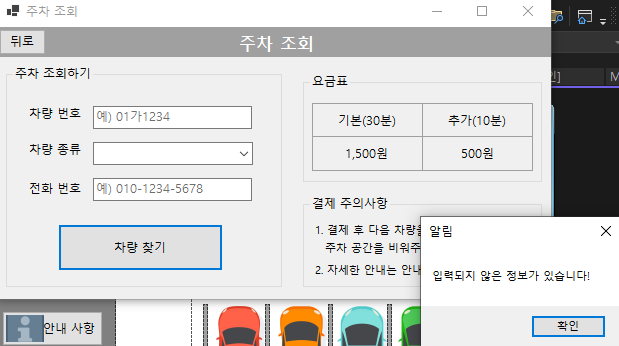 주차 조회
뒤로
주차 조회
주차 조회하기
차량 번호
예) 01가1234
차량 종류
전화 번호
예) 010-1234-5678
차량 찾기
요금표
기본(30분)
추가(10분)
1,500원
500원
결제 주의사항
1. 결제 후 다음 차량을
주차 공간을 비워주
2. 자세한 안내는 안내
알림
입력되지 않은 정보가 있습니다!
확인
안내 사항